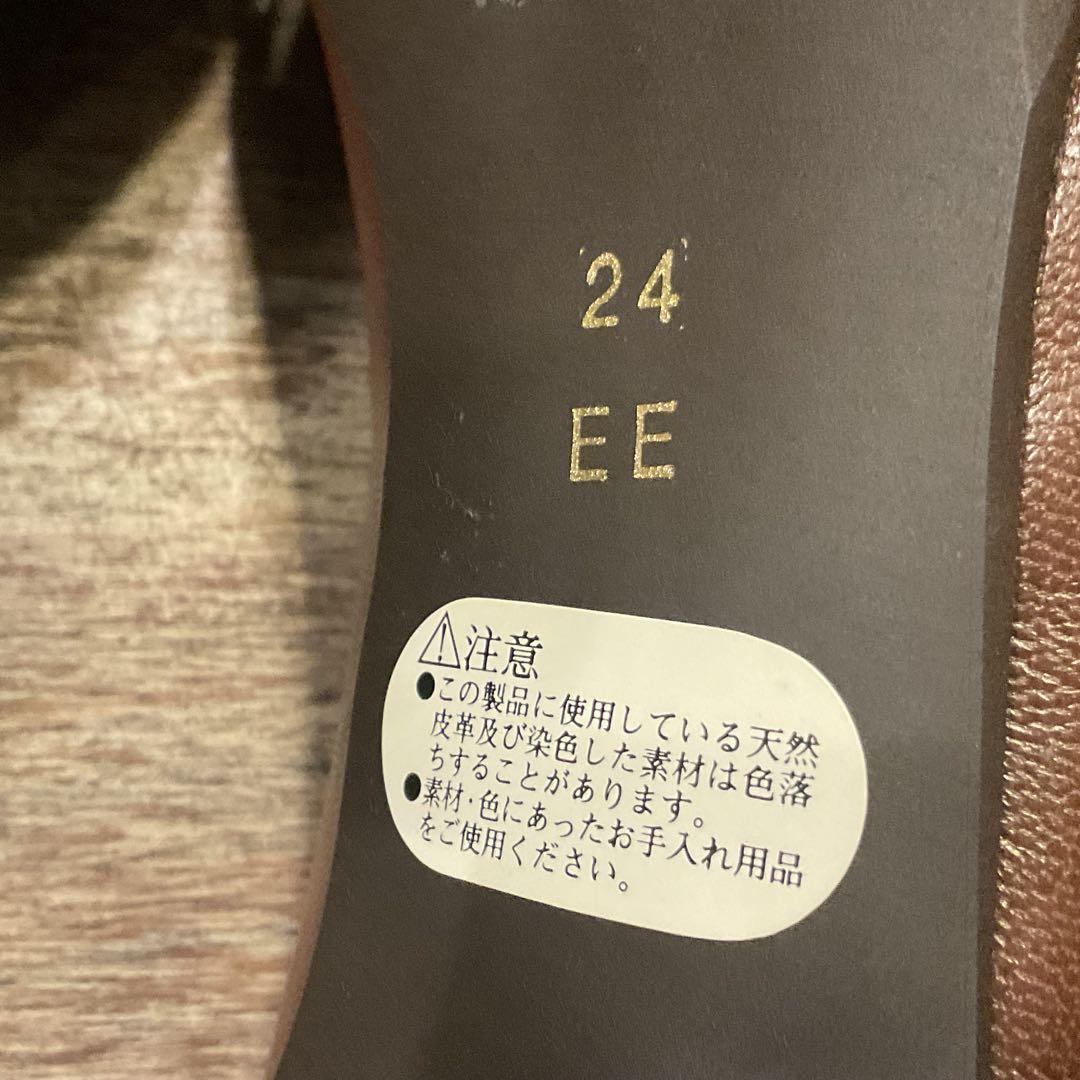 24
EE
⚠注意
●この製品に使用している天然
皮革及び染色した素材は色落
ちすることがあります。
●素材・色にあったお手入れ用品
をご使用ください。